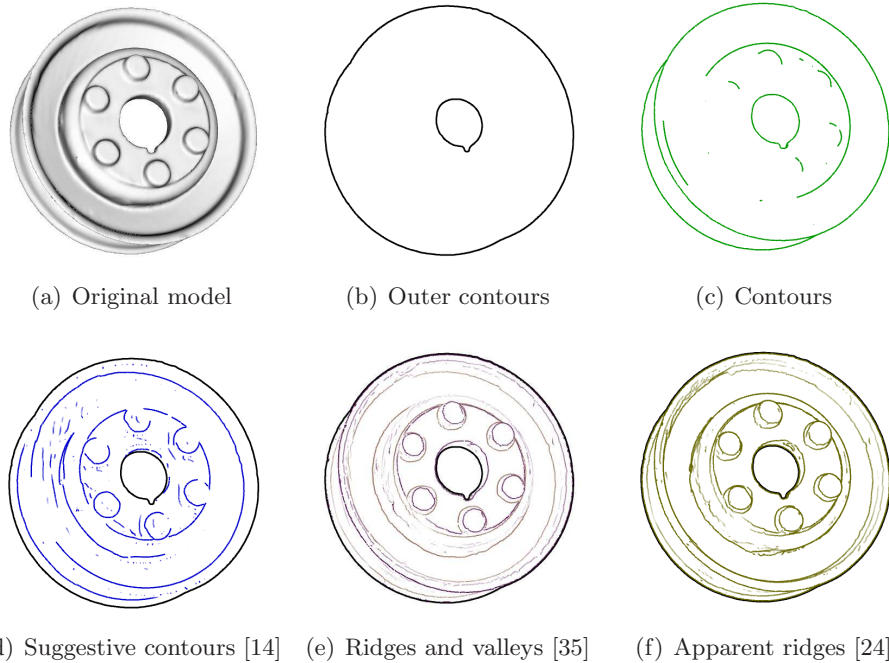 (a) Original model
(b) Outer contours
(c) Contours
) Suggestive contours [14]
(e) Ridges and valleys [35]
(f) Apparent ridges [24]